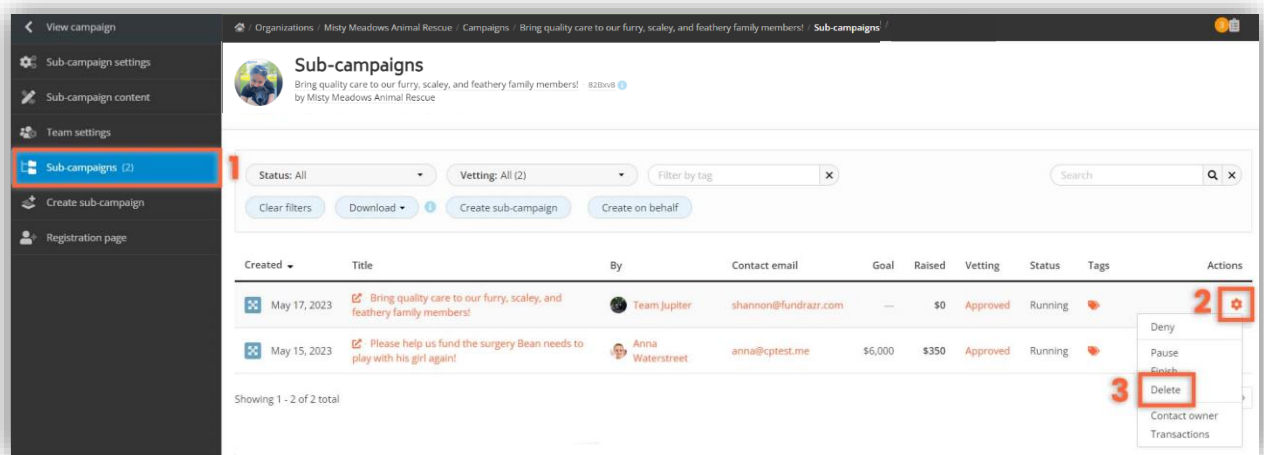 View campaign
/ Organizations / Misty Meadows Animal Rescue / Campaigns / Bring quality care to our furry, scaley, and feathery family members! / Sub-campaigns /
3
Sub-campaign settings
Sub-campaign content
Team settings
Sub-campaigns (2)
1
Create sub-campaign
Registration page
Sub-campaigns
Bring quality care to our furry, scaley, and feathery family members! 82Bxv8
by Misty Meadows Animal Rescue
Status: All Vetting: All (2) Filter by tag x Search x
Clear filters Download Create sub-campaign Create on behalf
Created Title By Contact email Goal Raised Vetting Status Tags Actions
May 17, 2023 Bring quality care to our furry, scaley, and Team Jupiter shannon@fundrazr.com — $0 Approved Running 2
feathery family members!
May 15, 2023 Please help us fund the surgery Bean needs to Anna anna@cptest.me $6,000 $350 Approved Running
play with his girl again! Waterstreet
Deny
Pause
Finish
3 Delete
Contact owner
Transactions
Showing 1 - 2 of 2 total